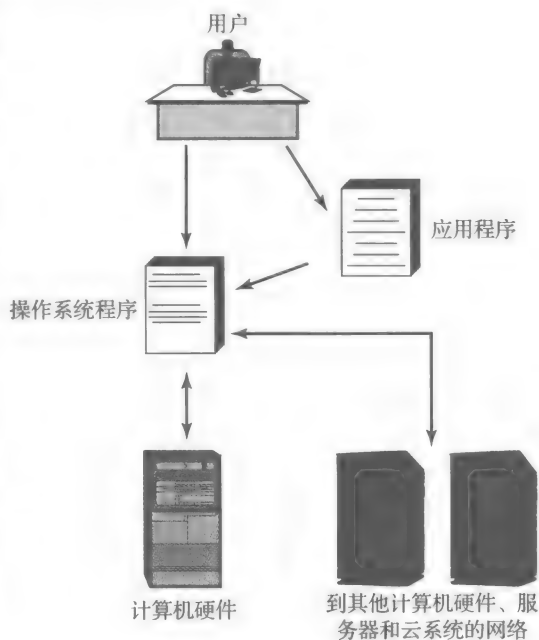 用户
应用程序
操作系统程序
计算机硬件
到其他计算机硬件、服
务器和云系统的网络